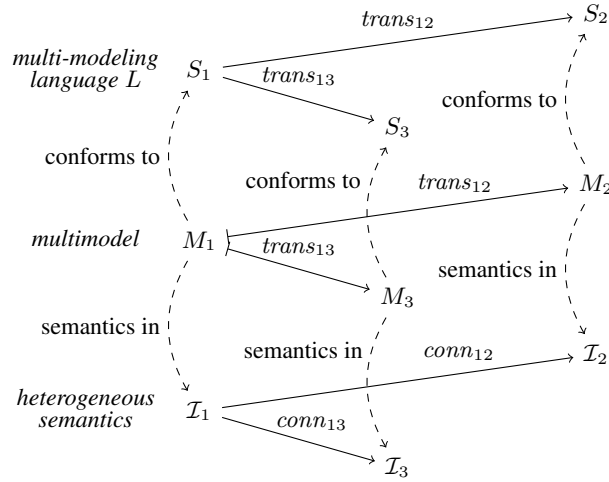 trans₁₂
S₂
multi-modeling
language L
S₁
trans₁₃
conforms to
S₃
conforms to
conforms to
trans₁₂
M₂
multimodel
M₁
trans₁₃
semantics in
M₃
semantics in
semantics in
conn₁₂
ℐ₂
heterogeneous
semantics
ℐ₁
conn₁₃
ℐ₃